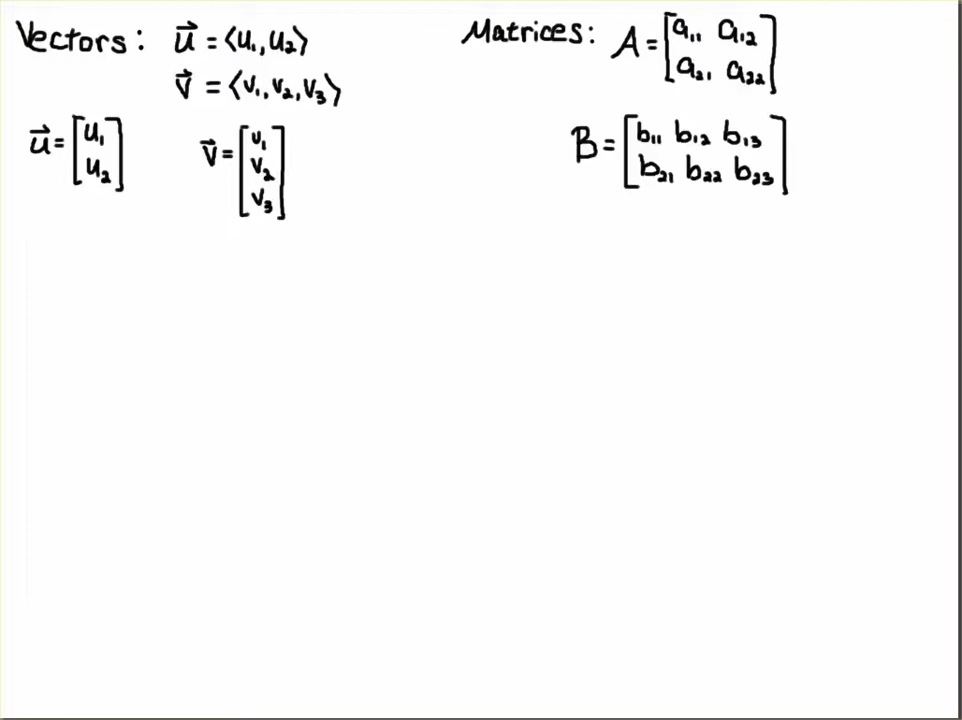 Vectors: u⃗ = ⟨u₁, u₂⟩
v⃗ = ⟨v₁, v₂, v₃⟩
u⃗ = [u₁
u₂]
v⃗ = [v₁
v₂
v₃]
Matrices: A = [a₁₁ a₁₂
a₂₁ a₂₂]
B = [b₁₁ b₁₂ b₁₃
b₂₁ b₂₂ b₂₃]